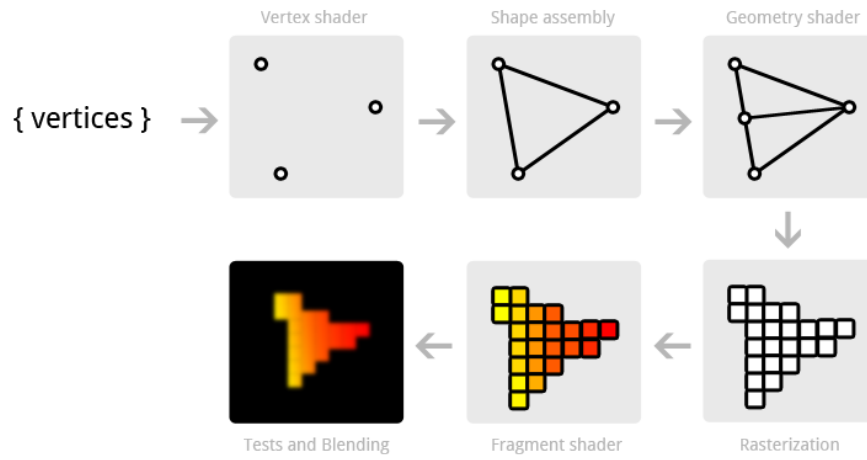 Vertex shader
Shape assembly
Geometry shader
{ vertices }
Tests and Blending
Fragment shader
Rasterization